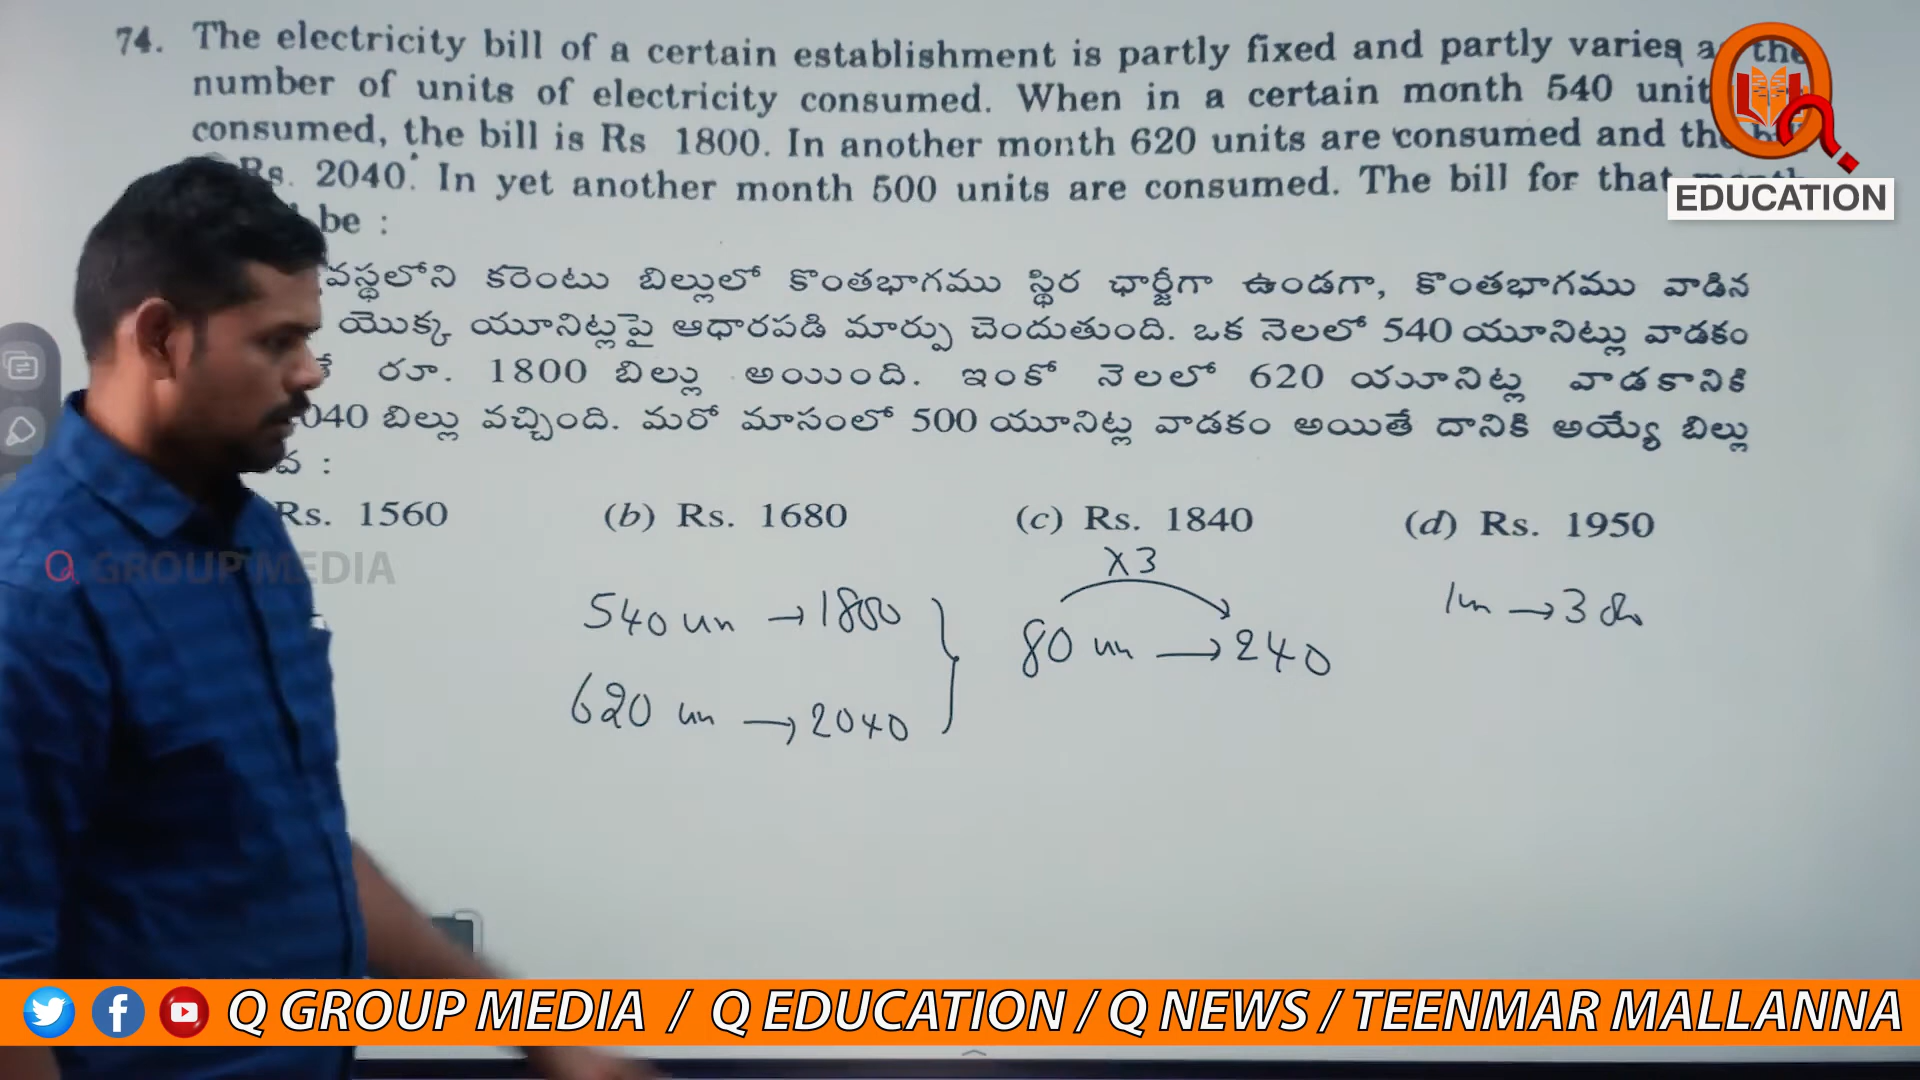 74. The electricity bill of a certain establishment is partly fixed and partly varies as the
number of units of electricity consumed. When in a certain month 540 unit
consumed, the bill is Rs 1800. In another month 620 units are consumed and the bill
Rs. 2040. In yet another month 500 units are consumed. The bill for that month
be :
వస్థలోని కరెంటు బిల్లులో కొంతభాగము స్థిర ఛార్జీగా ఉండగా, కొంతభాగము వాడిన
యొక్క యూనిట్లపై ఆధారపడి మార్పు చెందుతుంది. ఒక నెలలో 540 యూనిట్లు వాడకం
రూ. 1800 బిల్లు అయింది. ఇంకో నెలలో 620 యూనిట్ల వాడకానికి
040 బిల్లు వచ్చింది. మరో మాసంలో 500 యూనిట్ల వాడకం అయితే దానికి అయ్యే బిల్లు
వ :
Rs. 1560 (b) Rs. 1680 (c) Rs. 1840 (d) Rs. 1950
EDUCATION
Q GROUP MEDIA
540 un → 1800
620 un → 2040
×3
80 un → 240
1un → 3
Q GROUP MEDIA / Q EDUCATION / Q NEWS / TEENMAR MALLANNA